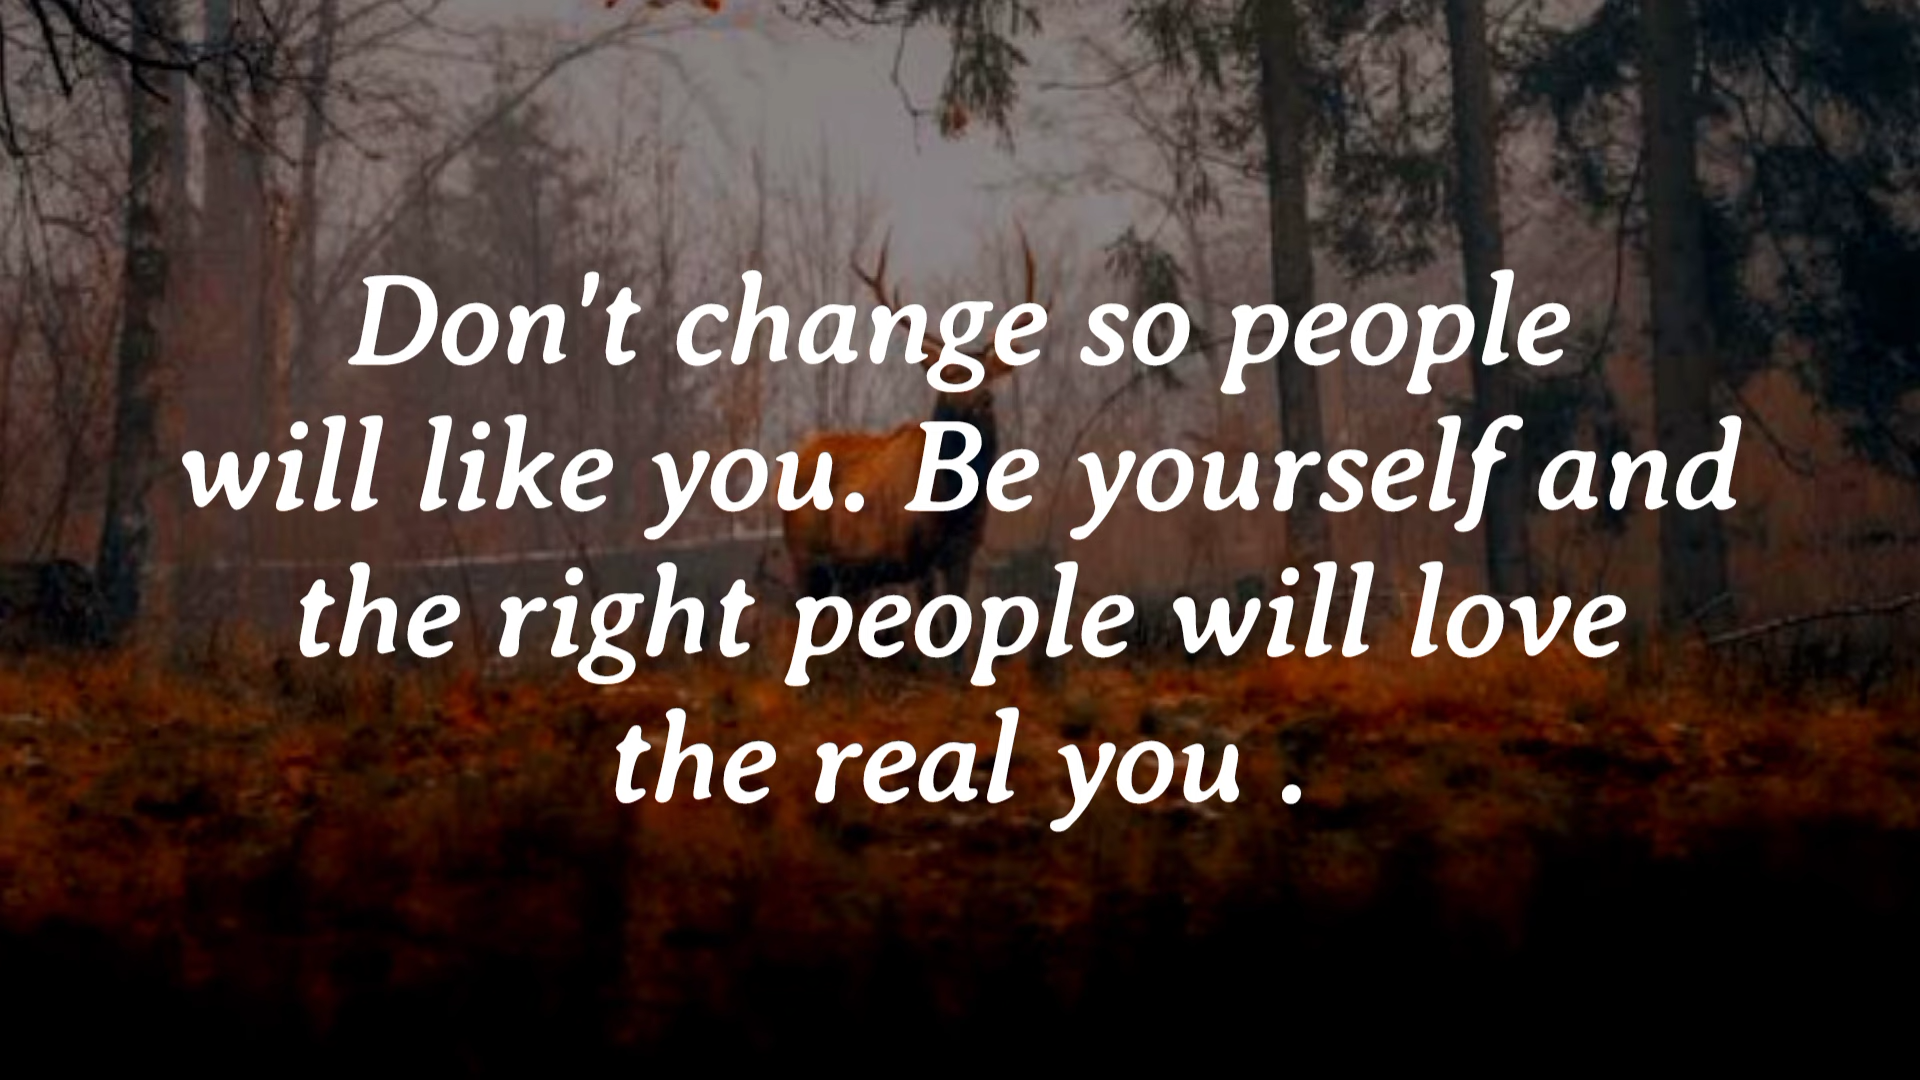 Don't change so people
will like you. Be yourself and
the right people will love
the real you .